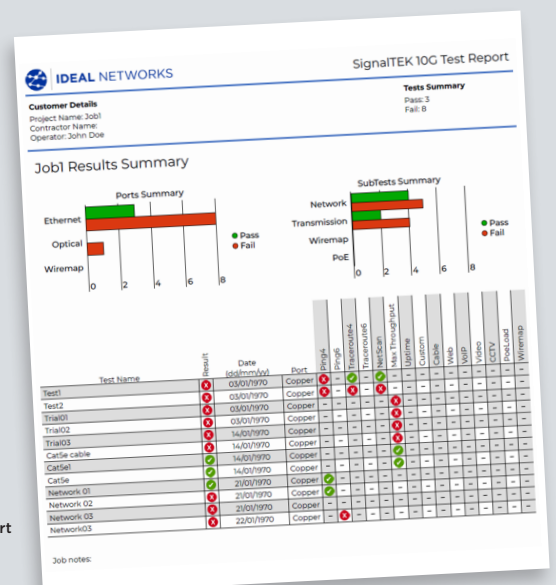 IDEAL NETWORKS
SignalTEK 10G Test Report
Customer Details
Project Name: Job1
Contractor Name:
Operator: John Doe
Tests Summary
Pass: 3
Fail: 8
Job1 Results Summary
Ports Summary
Ethernet
Optical
Wiremap
0 2 4 6 8
Pass
Fail
SubTests Summary
Network
Transmission
Wiremap
PoE
0 2 4 6 8
Pass
Fail
Test Name Result Date (dd/mm/yy) Port Ping4 Ping6 Traceroute4 Traceroute6 NetScan Max Throughput Uptime Custom Cable Web VoIP Video CCTV PoeLoad Wiremap
Test1 03/01/1970 Copper
Test2 03/01/1970 Copper
Trial01 03/01/1970 Copper
Trial02 03/01/1970 Copper
Trial03 14/01/1970 Copper
Cat5e cable 14/01/1970 Copper
Cat5e1 14/01/1970 Copper
Cat5e 14/01/1970 Copper
Network 01 21/01/1970 Copper
Network 02 21/01/1970 Copper
Network 03 21/01/1970 Copper
Network03 22/01/1970 Copper
Job notes:
rt